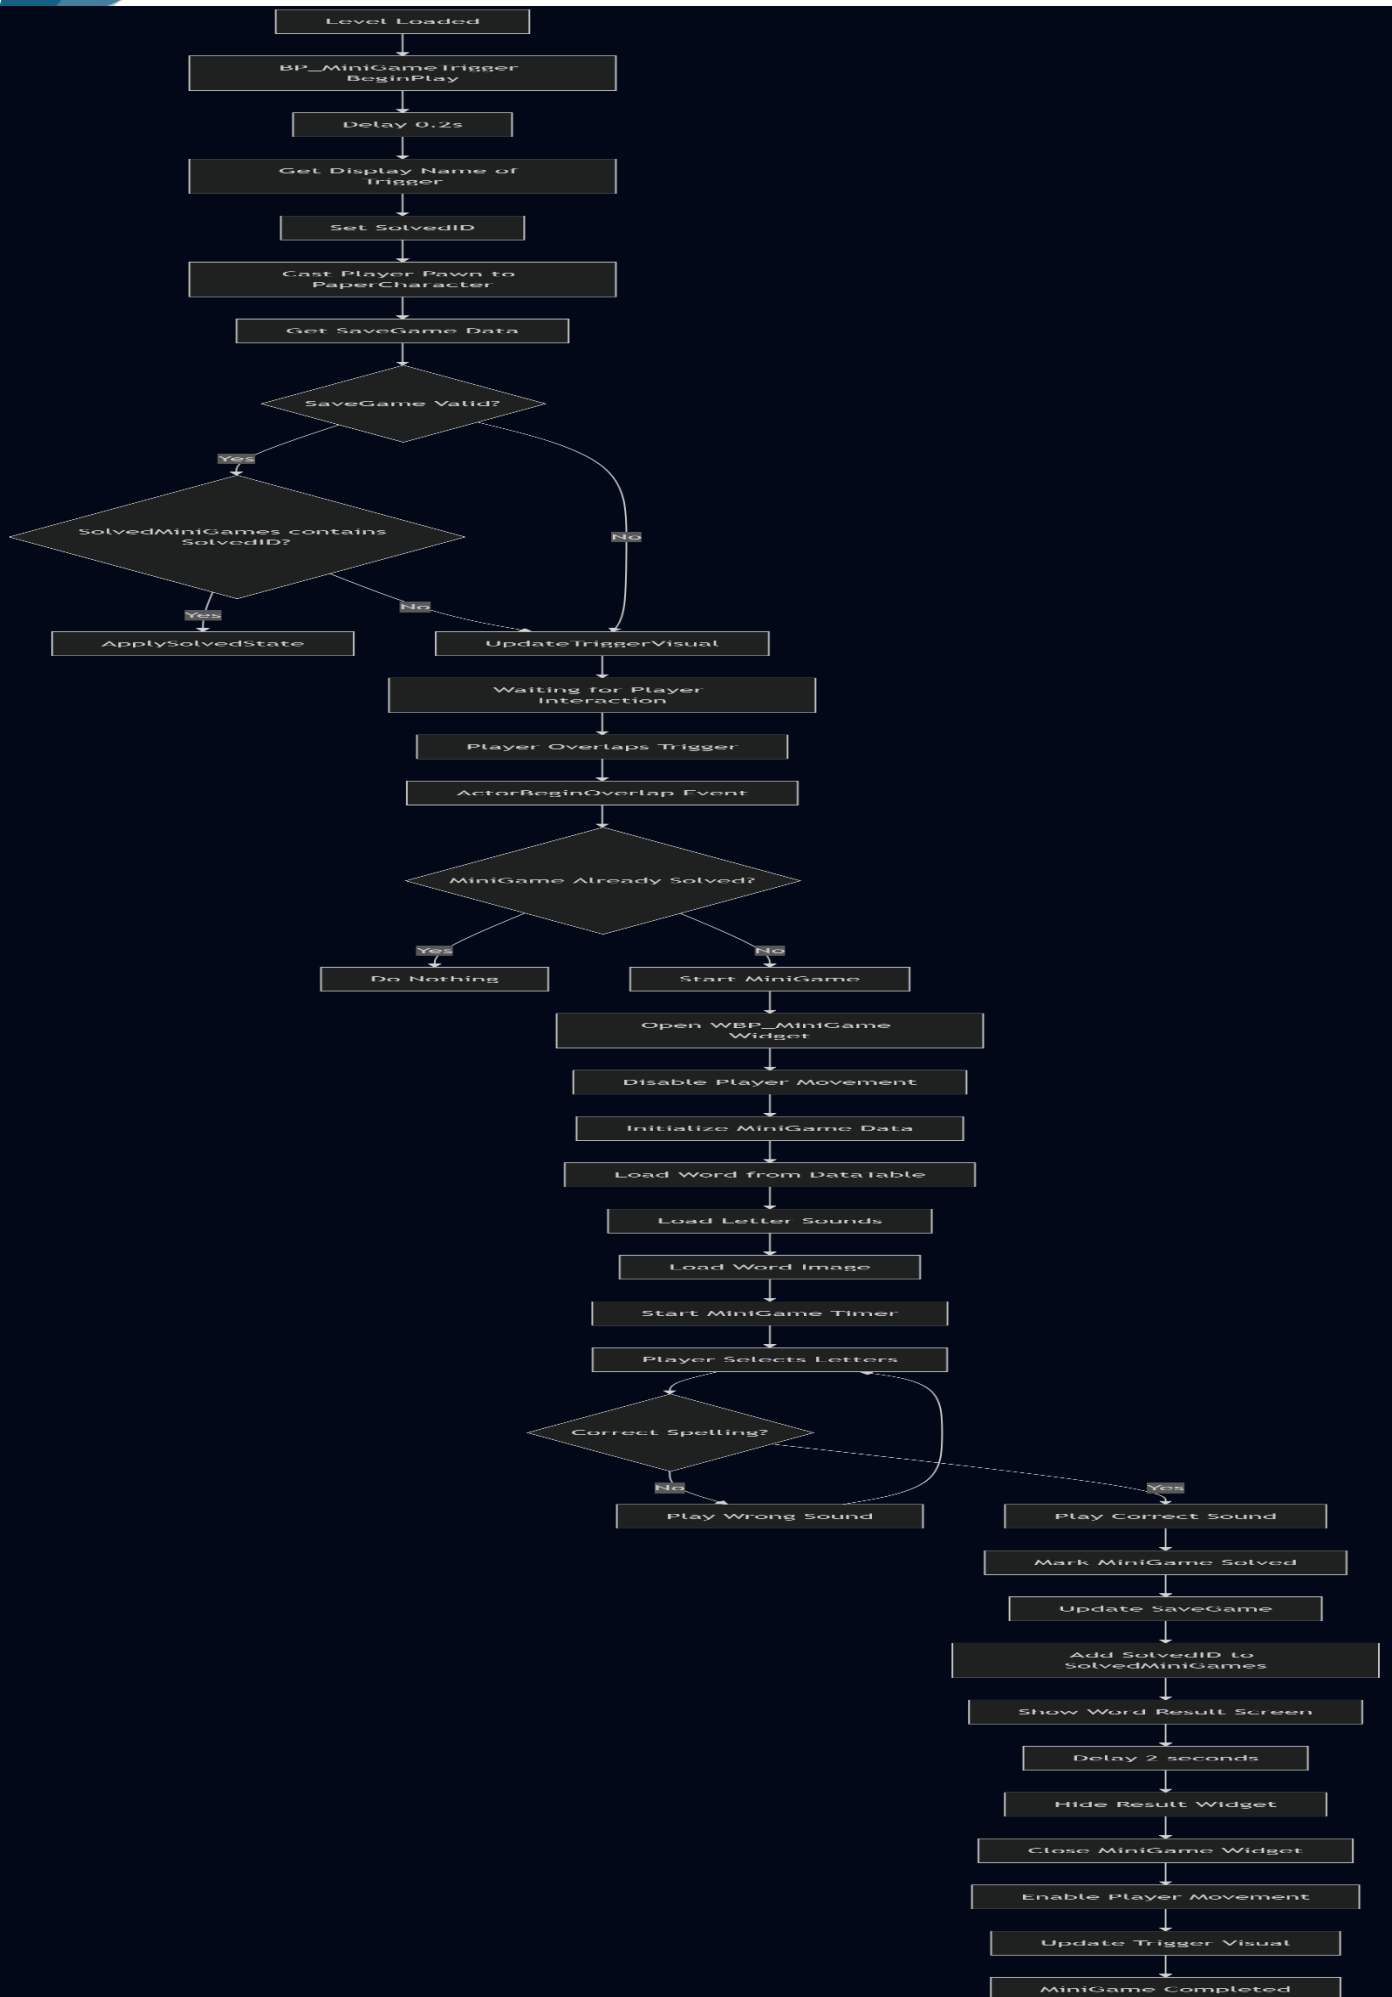 Level Loaded
BP_MiniGameTrigger
BeginPlay
Delay 0.2s
Get Display Name of
Trigger
Set SolvedID
Cast Player Pawn to
PaperCharacter
Get SaveGame Data
SaveGame Valid?
Yes
SolvedMiniGames contains
SolvedID?
No
Yes
No
ApplySolvedState
UpdateTriggerVisual
Waiting for Player
Interaction
Player Overlaps Trigger
ActorBeginOverlap Event
MiniGame Already Solved?
Yes
No
Do Nothing
Start MiniGame
Open WBP_MiniGame
Widget
Disable Player Movement
Initialize MiniGame Data
Load Word from DataTable
Load Letter Sounds
Load Word Image
Start MiniGame Timer
Player Selects Letters
Correct Spelling?
No
Yes
Play Wrong Sound
Play Correct Sound
Mark MiniGame Solved
Update SaveGame
Add SolvedID to
SolvedMiniGames
Show Word Result Screen
Delay 2 seconds
Hide Result Widget
Close MiniGame Widget
Enable Player Movement
Update Trigger Visual
MiniGame Completed